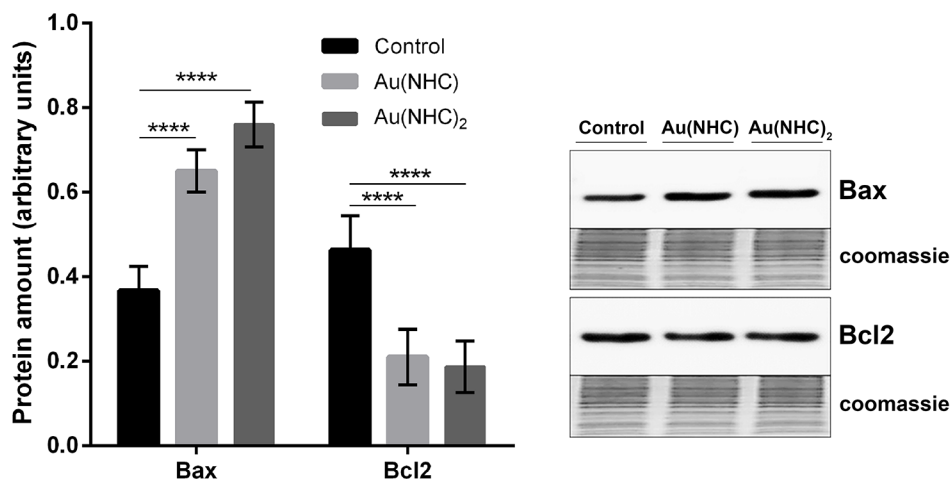 Protein amount (arbitrary units)
1.0
0.8
0.6
0.4
0.2
0.0
Control
Au(NHC)
Au(NHC)₂
****
****
****
****
Bax
Bcl2
Control Au(NHC) Au(NHC)₂
Bax
coomassie
Bcl2
coomassie